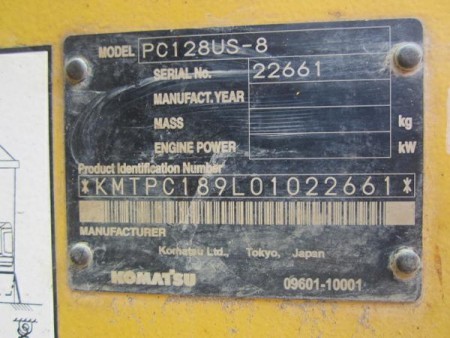 MODEL PC128US-8
SERIAL No. 22661
MANUFACT. YEAR
MASS kg
ENGINE POWER kW
Product Identification Number
*KMTPC189L01022661*
MANUFACTURER
Komatsu Ltd., Tokyo, Japan
KOMATSU 09601-10001